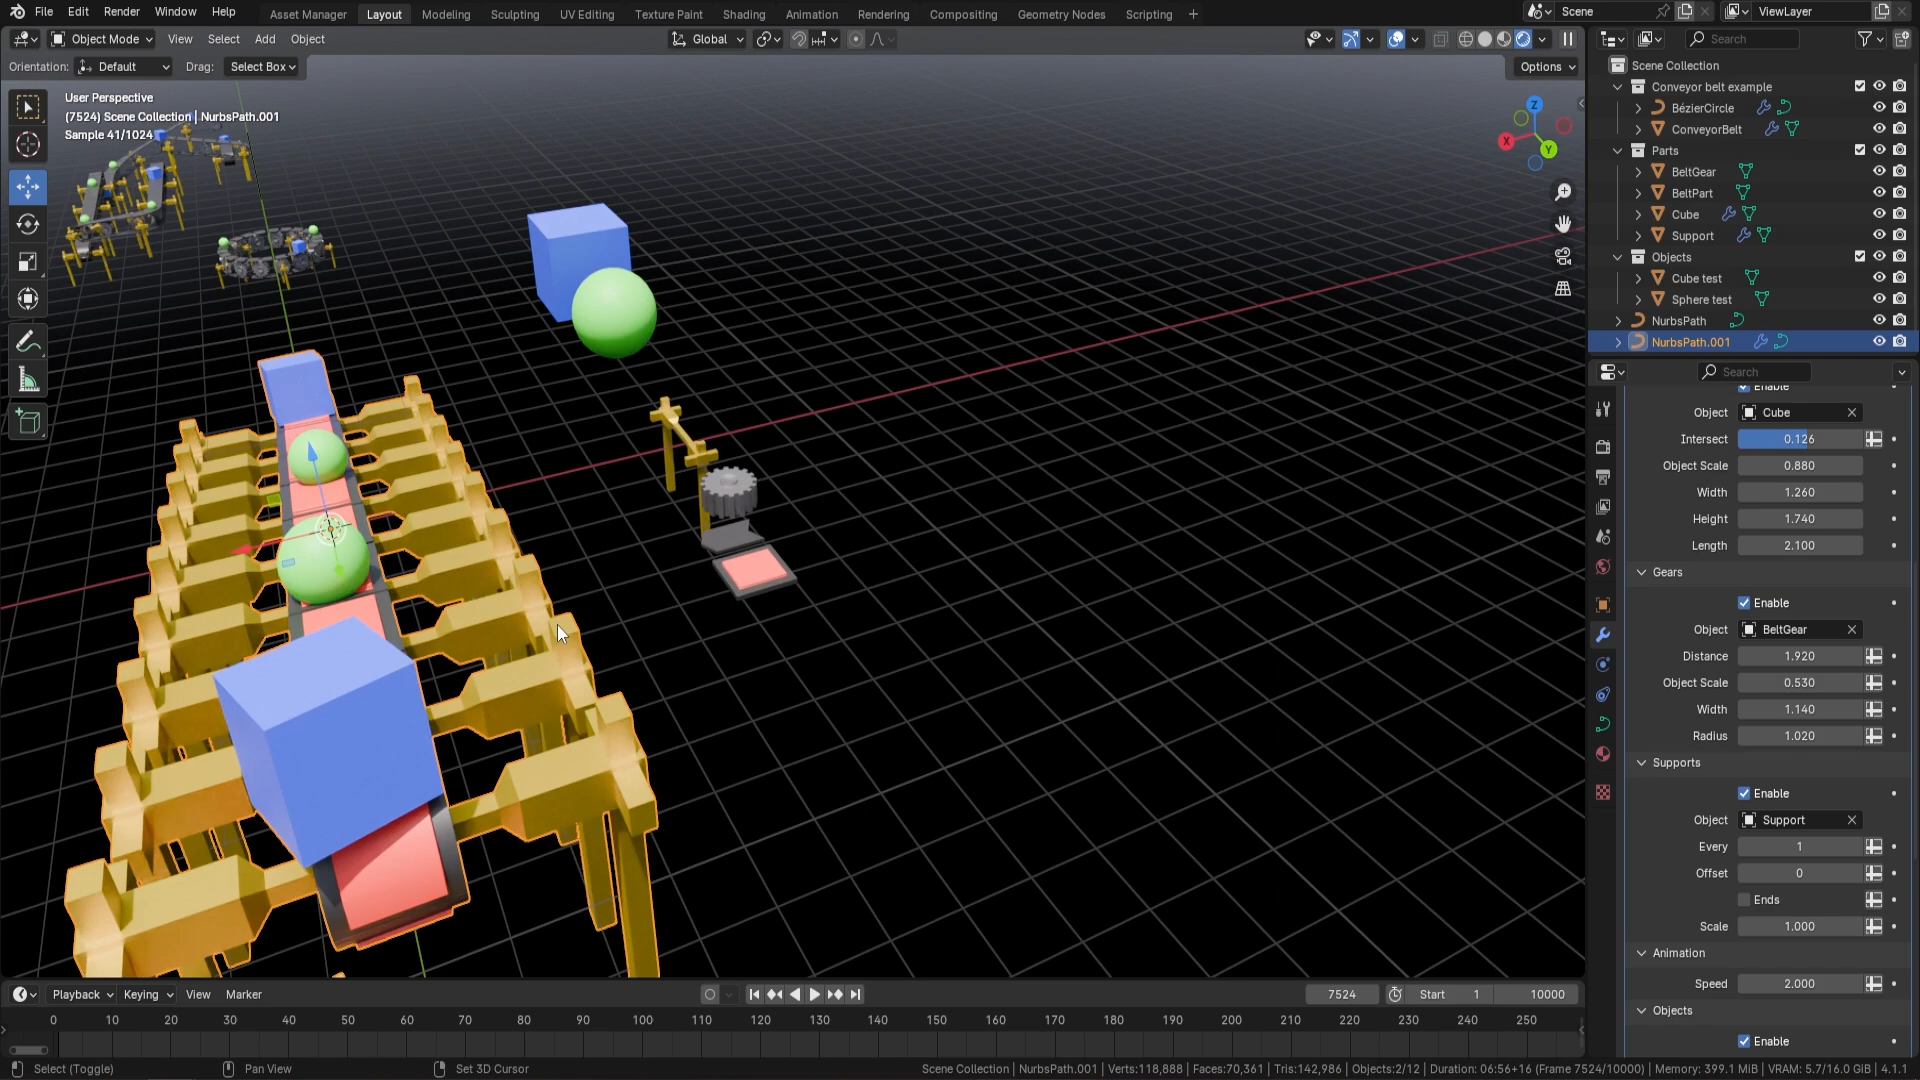 File Edit Render Window Help
Asset Manager Layout Modeling Sculpting UV Editing Texture Paint Shading Animation Rendering Compositing Geometry Nodes Scripting +
Scene
ViewLayer
Object Mode View Select Add Object
Global
Search
Orientation: Default Drag: Select Box
Options
User Perspective
(7524) Scene Collection | NurbsPath.001
Sample 41/1024
Z
X
Y
Scene Collection
Conveyor belt example
BézierCircle
ConveyorBelt
Parts
BeltGear
BeltPart
Cube
Support
Objects
Cube test
Sphere test
NurbsPath
NurbsPath.001
Search
Enable
Object Cube
Intersect 0.126
Object Scale 0.880
Width 1.260
Height 1.740
Length 2.100
Gears
Enable
Object BeltGear
Distance 1.920
Object Scale 0.530
Width 1.140
Radius 1.020
Supports
Enable
Object Support
Every 1
Offset 0
Ends
Scale 1.000
Animation
Speed 2.000
Objects
Enable
Playback Keying View Marker
7524 Start 1 10000
0 10 20 30 40 50 60 70 80 90 100 110 120 130 140 150 160 170 180 190 200 210 220 230 240 250
Select (Toggle) Pan View Set 3D Cursor
Scene Collection | NurbsPath.001 | Verts:118,888 | Faces:70,361 | Tris:142,986 | Objects:2/12 | Duration: 06:56+16 (Frame 7524/10000) | Memory: 399.1 MiB | VRAM: 5.7/16.0 GiB | 4.1.1